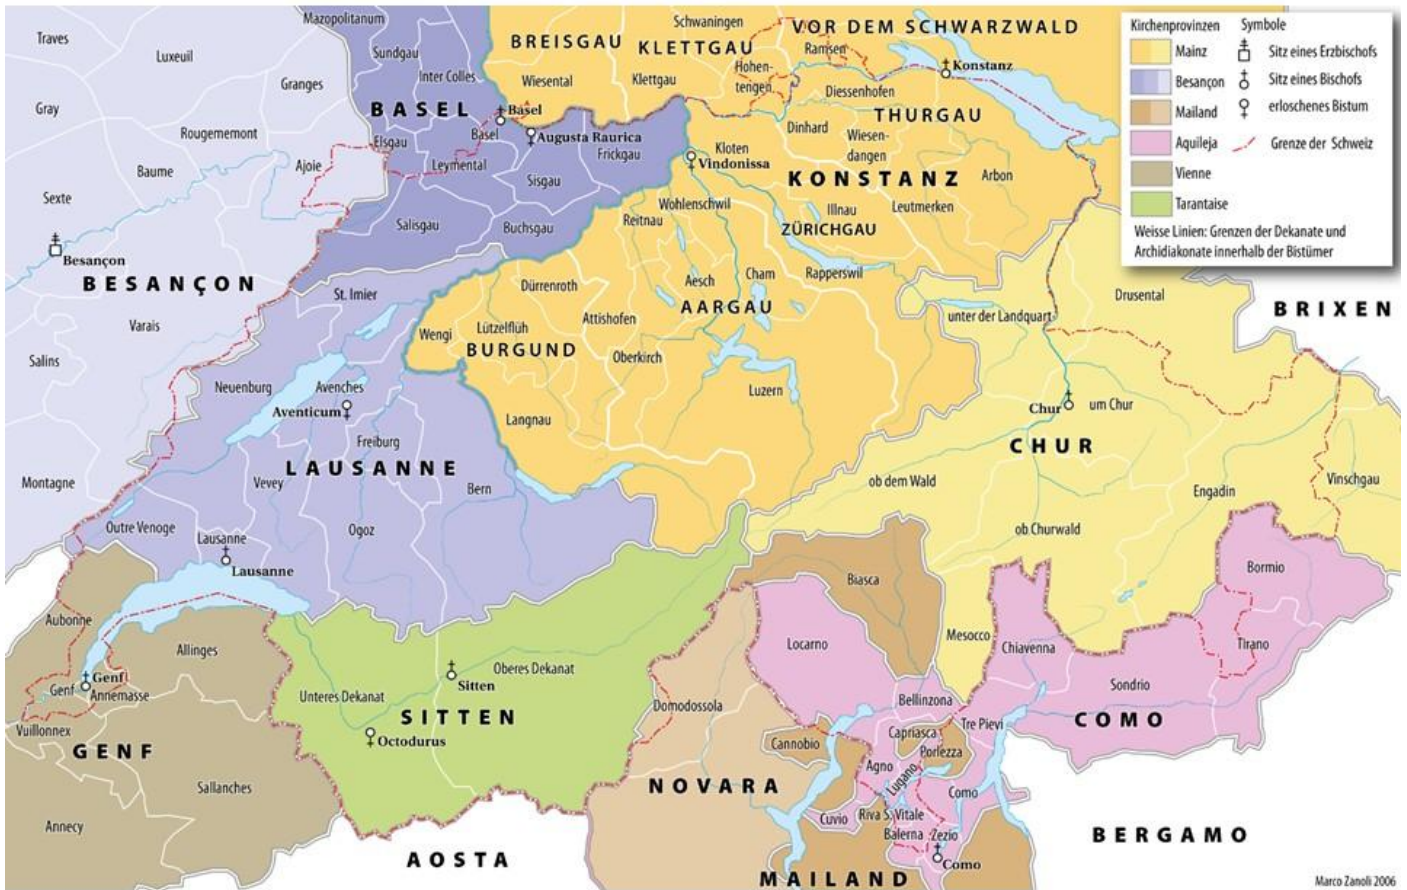 Mazopolitanum
Schwaningen
VOR DEM SCHWARZWALD
Traves
Luxeuil
Sundgau
BREISGAU
KLETTGAU
Ramsen
Inter Colles
Wiesental
Klettgau
Hohen-
tengen
Konstanz
Granges
Gray
BASEL
Basel
Diessenhofen
THURGAU
Rougemont
Elsgau
Basel
Augusta Raurica
Dinhard
Wiesen-
dangen
Ajoie
Leymental
Frickgau
Kloten
Vindonissa
Baume
Sisgau
KONSTANZ
Arbon
Sexte
Wohlenschwil
Illnau
Leutmerken
Salisgau
Buchsgau
Reitnau
ZÜRICHGAU
Besançon
BESANÇON
St. Imier
Dürrenroth
Aesch
Cham
Rapperswil
Drusental
BRIXEN
Varais
Wengi
Lützelflüh
Attishofen
AARGAU
unter der Landquart
BURGUND
Oberkirch
Salins
Neuenburg
Avenches
Luzern
Aventicum
Chur
um Chur
Langnau
Freiburg
CHUR
LAUSANNE
Montagne
Vevey
Bern
ob dem Wald
Engadin
Vinschgau
Outre Venoge
Ogoz
ob Churwald
Lausanne
Lausanne
Bormio
Biasca
Aubonne
Mesocco
Locarno
Chiavenna
Tirano
Allinges
Genf
Genf
Annemasse
Unteres Dekanat
Oberes Dekanat
Sitten
SITTEN
Sondrio
Bellinzona
Domodossola
COMO
Vuillonnex
Octodurus
Tre Pievi
Capriasca
Cannobio
Porlezza
GENF
Agno
Lugano
Sallanches
NOVARA
Como
Cuvio
Riva S. Vitale
Annecy
Balerna
Zezio
BERGAMO
AOSTA
Como
MAILAND
Kirchenprovinzen
Mainz
Besançon
Mailand
Aquileja
Vienne
Tarantaise
Symbole
Sitz eines Erzbischofs
Sitz eines Bischofs
erloschenes Bistum
Grenze der Schweiz
Weisse Linien: Grenzen der Dekanate und
Archidiakonate innerhalb der Bistümer
Marco Zanoli 2006